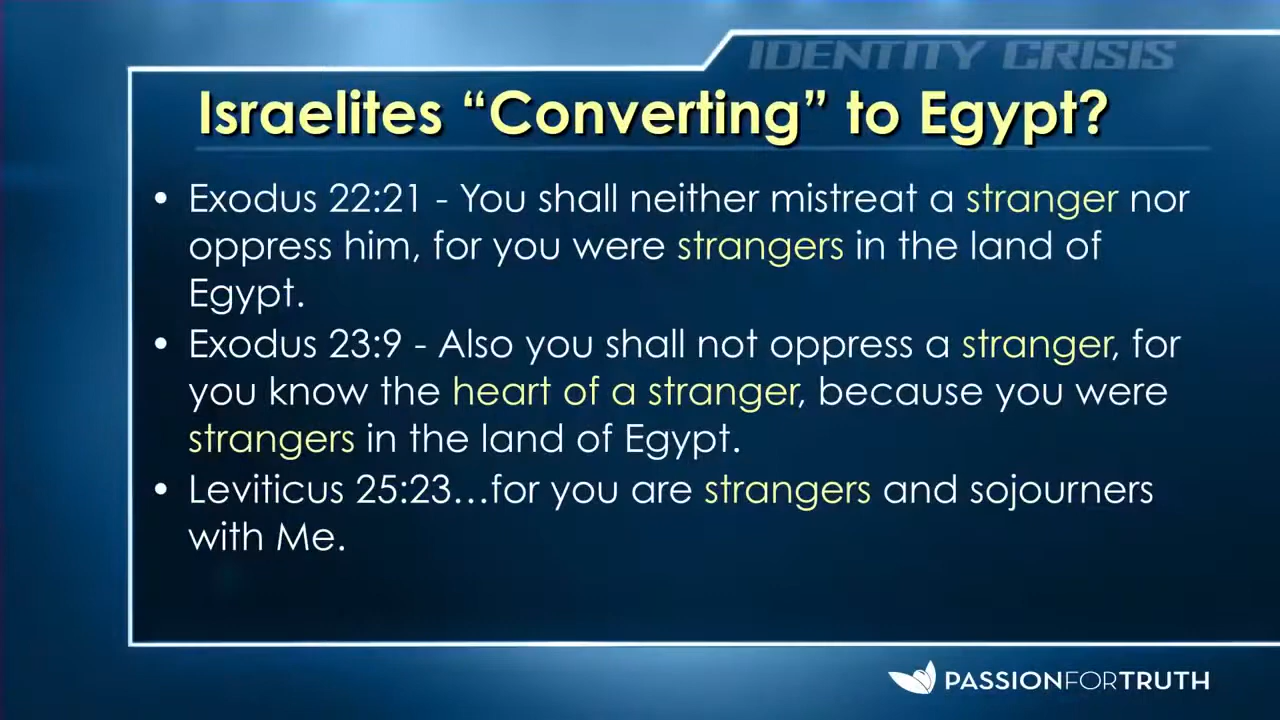 IDENTITY CRISIS
Israelites “Converting” to Egypt?
• Exodus 22:21 - You shall neither mistreat a stranger nor
oppress him, for you were strangers in the land of
Egypt.
• Exodus 23:9 - Also you shall not oppress a stranger, for
you know the heart of a stranger, because you were
strangers in the land of Egypt.
• Leviticus 25:23…for you are strangers and sojourners
with Me.
PASSIONFORTRUTH